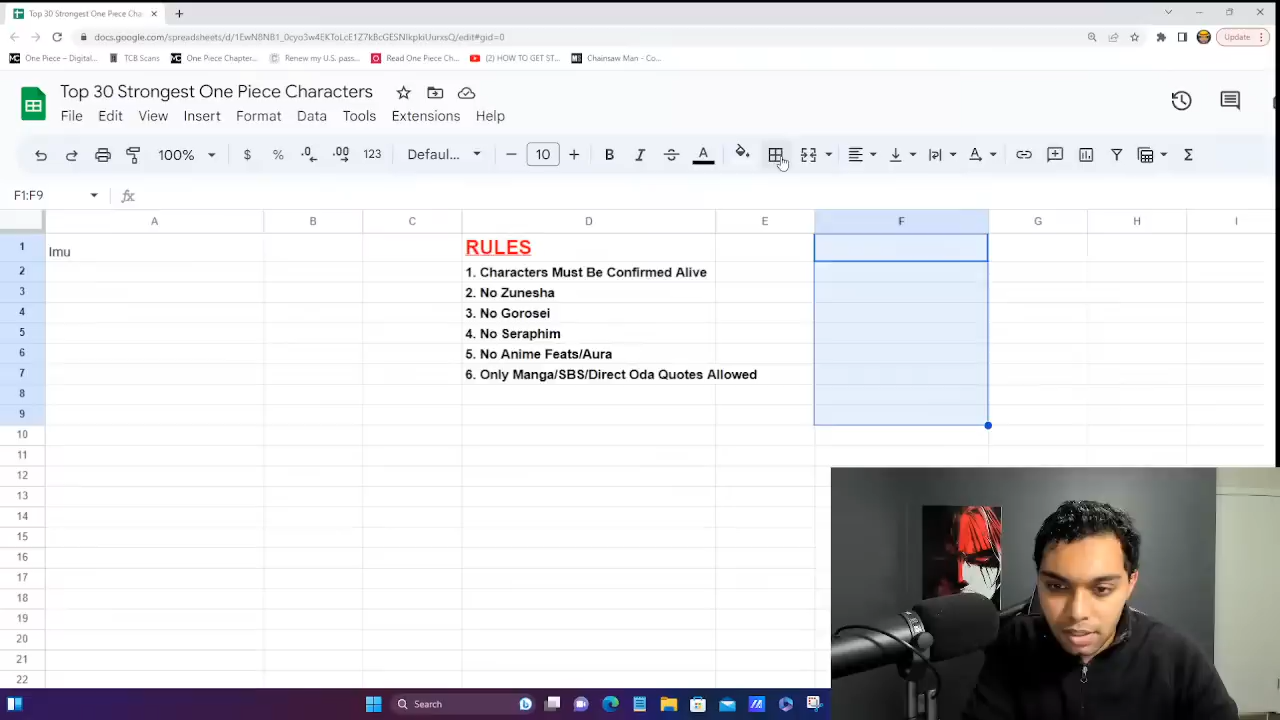 Top 30 Strongest One Piece Cha
docs.google.com/spreadsheets/d/1EwN8NB1_0cyo3w4EKToLcE1Z7kBcGESNIkpkiUurxsQ/edit#gid=0
Update
One Piece – Digital...
TCB Scans
One Piece Chapter...
Renew my U.S. pass...
Read One Piece Ch...
(2) HOW TO GET ST...
Chainsaw Man - Co...
Top 30 Strongest One Piece Characters
File Edit View Insert Format Data Tools Extensions Help
100% $ % .0 .00 123 Defaul... 10 B I S A
F1:F9 fx
A B C D E F G H I
1 Imu RULES
2 1. Characters Must Be Confirmed Alive
3 2. No Zunesha
4 3. No Gorosei
5 4. No Seraphim
6 5. No Anime Feats/Aura
7 6. Only Manga/SBS/Direct Oda Quotes Allowed
8
9
10
11
12
13
14
15
16
17
18
19
20
21
22
Search